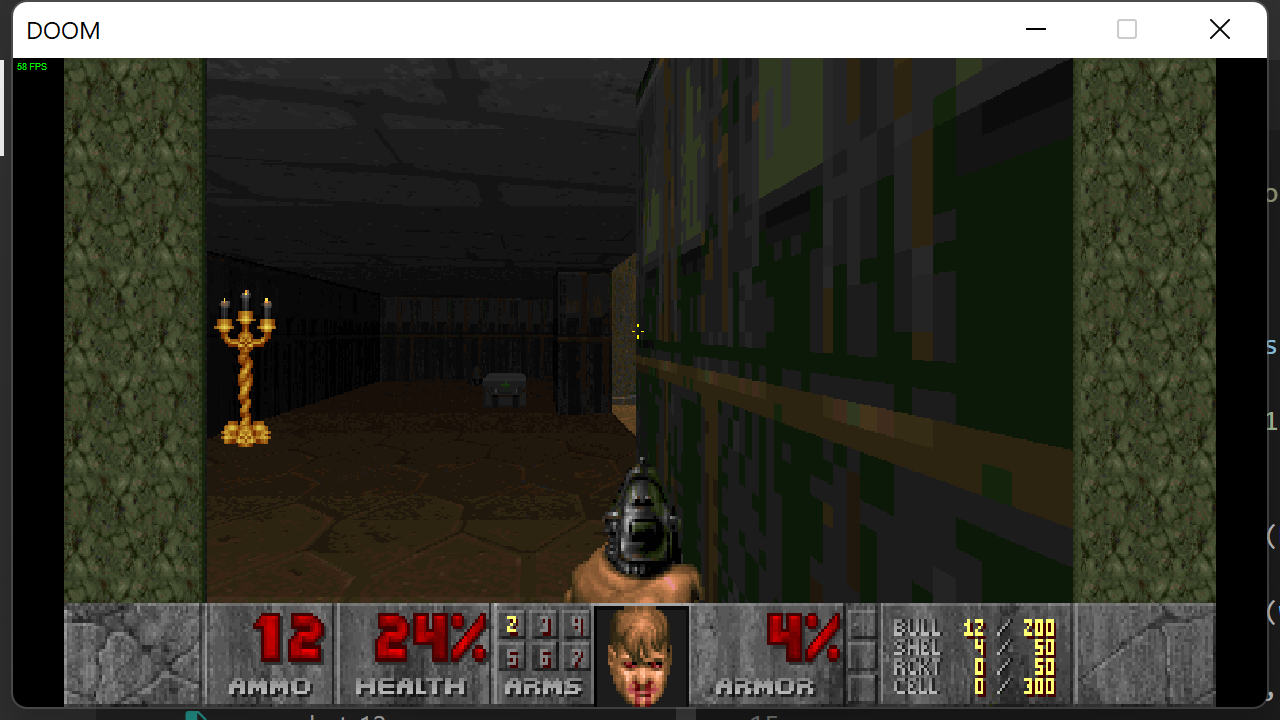 DOOM
58 FPS
12
AMMO
24%
HEALTH
2 3 4
5 6 7
ARMS
4%
ARMOR
BULL 12 / 200
SHEL 4 / 50
RCKT 0 / 50
CELL 0 / 300